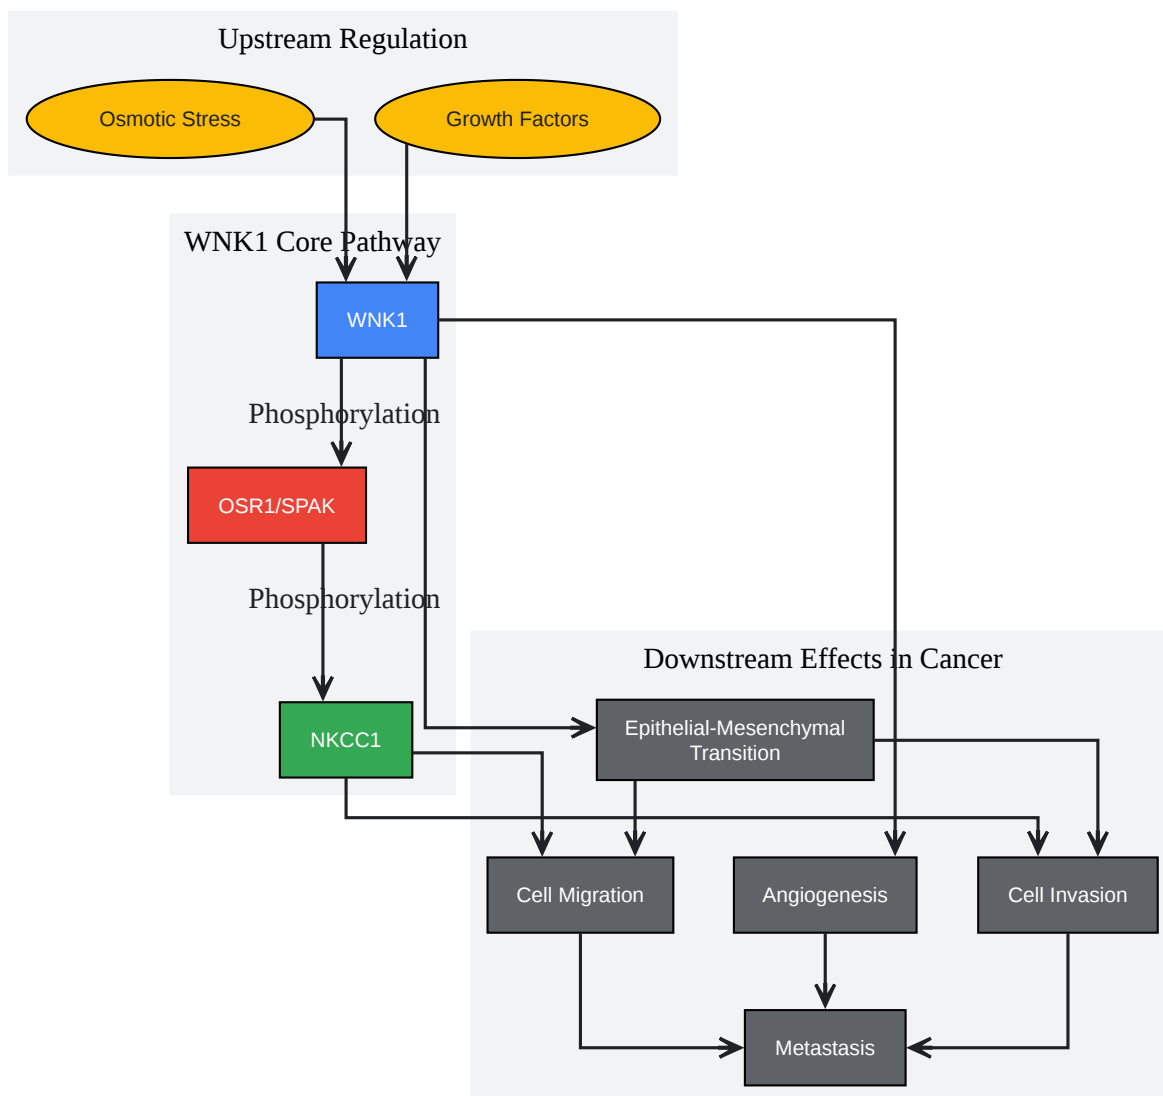 Upstream Regulation
Osmotic Stress
Growth Factors
WNK1 Core Pathway
WNK1
Phosphorylation
OSR1/SPAK
Phosphorylation
NKCC1
Downstream Effects in Cancer
Epithelial-Mesenchymal
Transition
Cell Migration
Angiogenesis
Cell Invasion
Metastasis